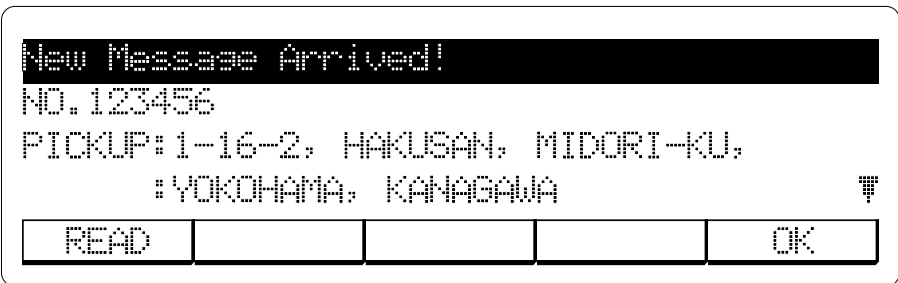 New Message Arrived!
NO.123456
PICKUP:1-16-2, HAKUSAN, MIDORI-KU,
:YOKOHAMA, KANAGAWA
READ OK